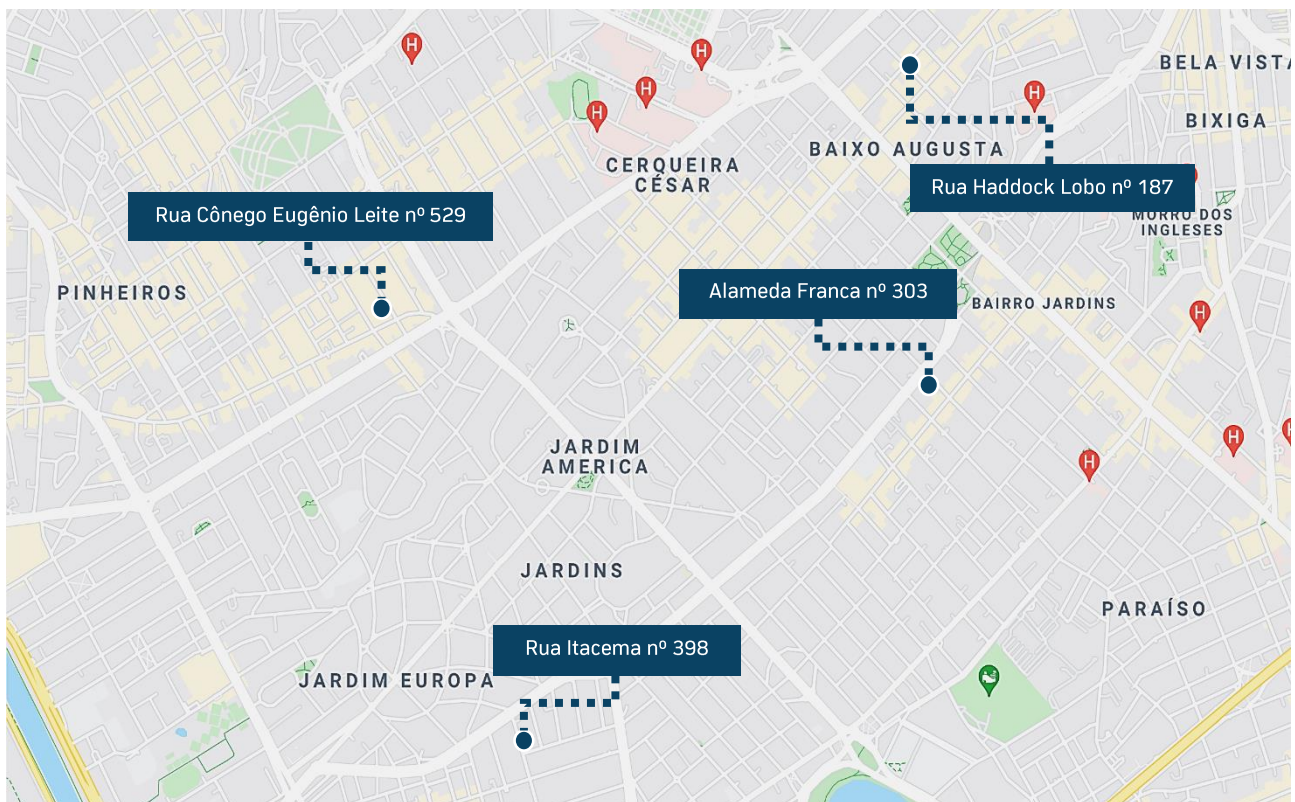 BELA VISTA
BIXIGA
BAIXO AUGUSTA
CERQUEIRA
CÉSAR
Rua Haddock Lobo nº 187
Rua Cônego Eugênio Leite nº 529
MORRO DOS
INGLESES
PINHEIROS
Alameda Franca nº 303
BAIRRO JARDINS
JARDIM
AMERICA
JARDINS
PARAÍSO
Rua Itacema nº 398
JARDIM EUROPA
H
H
H
H
H
H
H
H